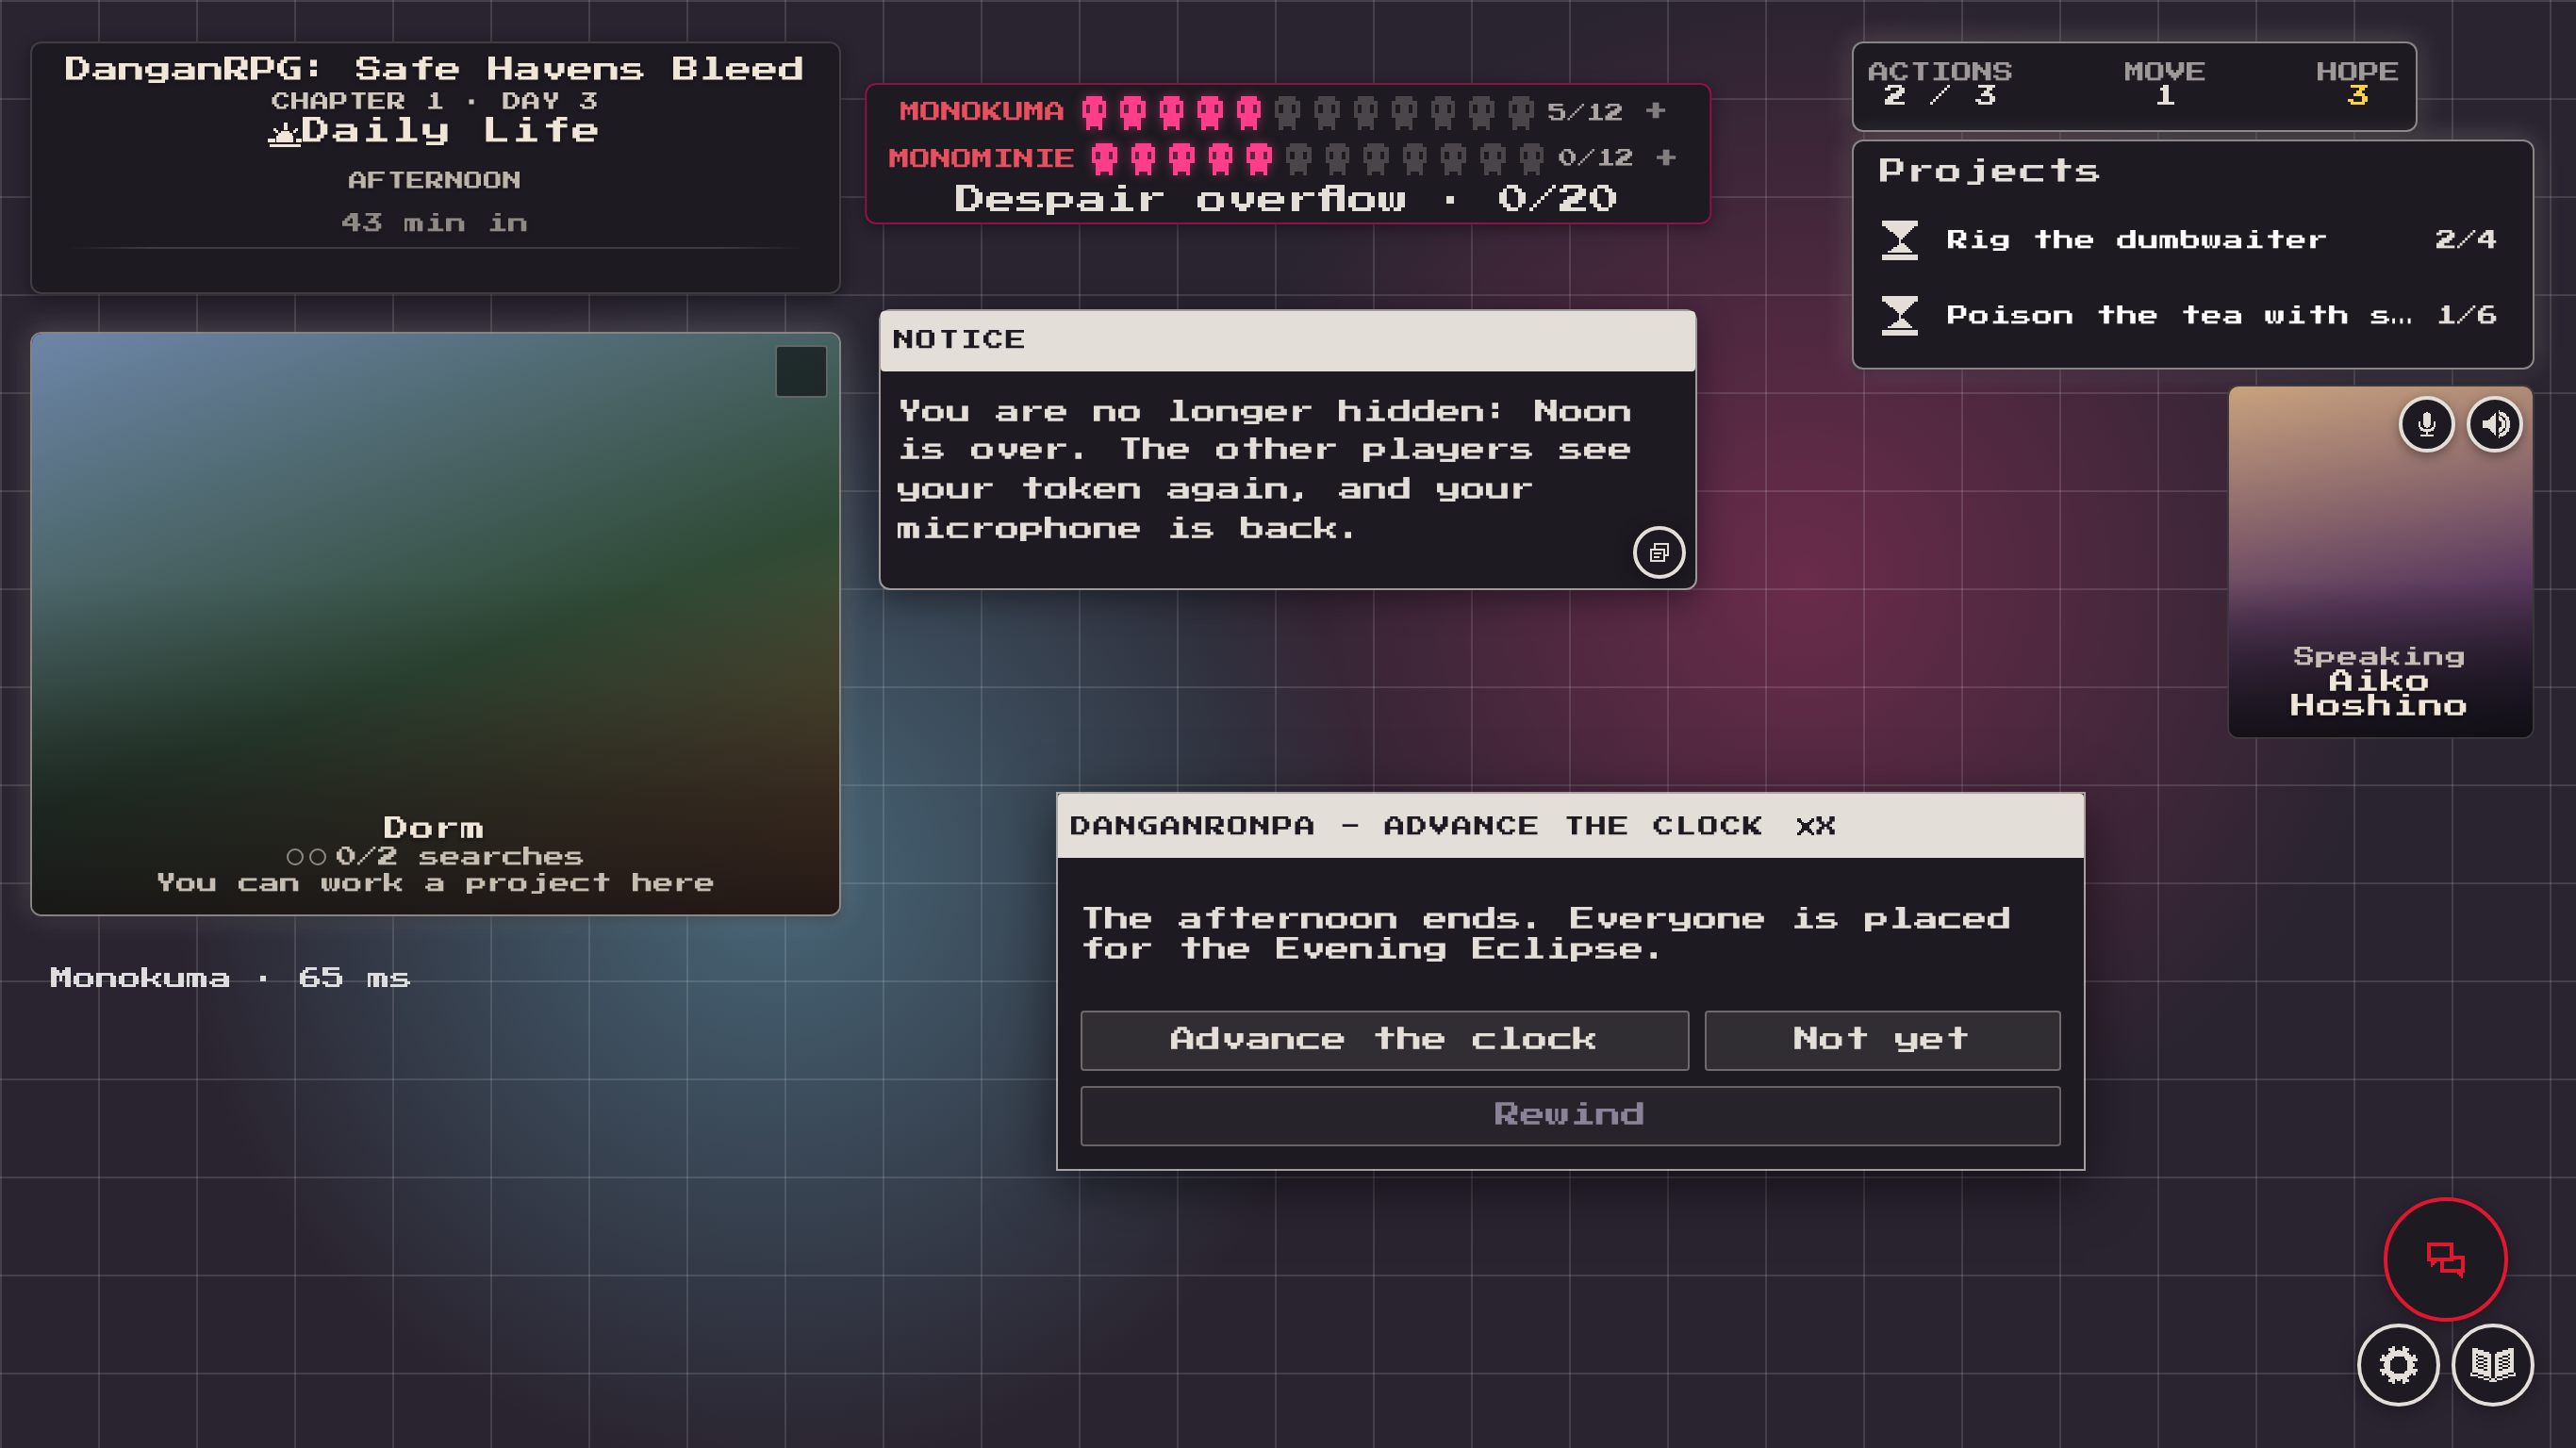 DanganRPG: Safe Havens Bleed
CHAPTER 1 · DAY 3
Daily Life
AFTERNOON
43 min in
MONOKUMA 5/12 +
MONOMINIE 0/12 +
Despair overflow · 0/20
ACTIONS MOVE HOPE
2 / 3 1 3
Projects
Rig the dumbwaiter 2/4
Poison the tea with s… 1/6
NOTICE
You are no longer hidden: Noon
is over. The other players see
your token again, and your
microphone is back.
Speaking
Aiko
Hoshino
Dorm
0/2 searches
You can work a project here
Monokuma · 65 ms
DANGANRONPA - ADVANCE THE CLOCK xX
The afternoon ends. Everyone is placed
for the Evening Eclipse.
Advance the clock Not yet
Rewind